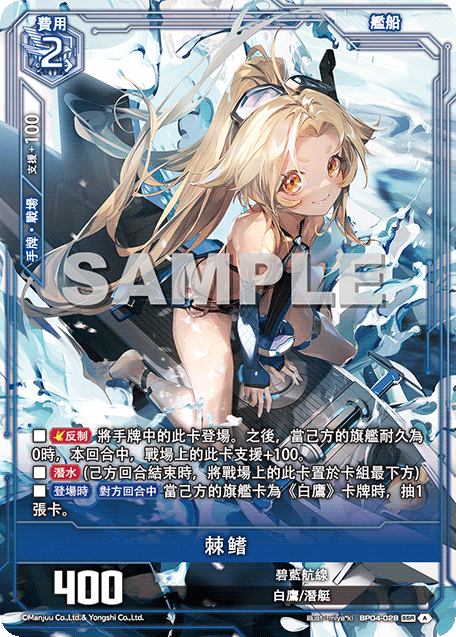 費用
2
艦船
手牌・戰場 / 支援+100
SAMPLE
■ 反制 將手牌中的此卡登場。之後，當己方的旗艦耐久為
0時，本回合中，戰場上的此卡支援+100。
■ 潛水 (己方回合結束時，將戰場上的此卡置於卡組最下方)
■ 登場時 對方回合中 當己方的旗艦卡為《白鷹》卡牌時，抽1
張卡。
棘鰭
400
碧藍航線
白鷹/潛艇
©Manjuu Co.,Ltd.& Yongshi Co.,Ltd.
Illust：miya*ki BP04-028 SSR A